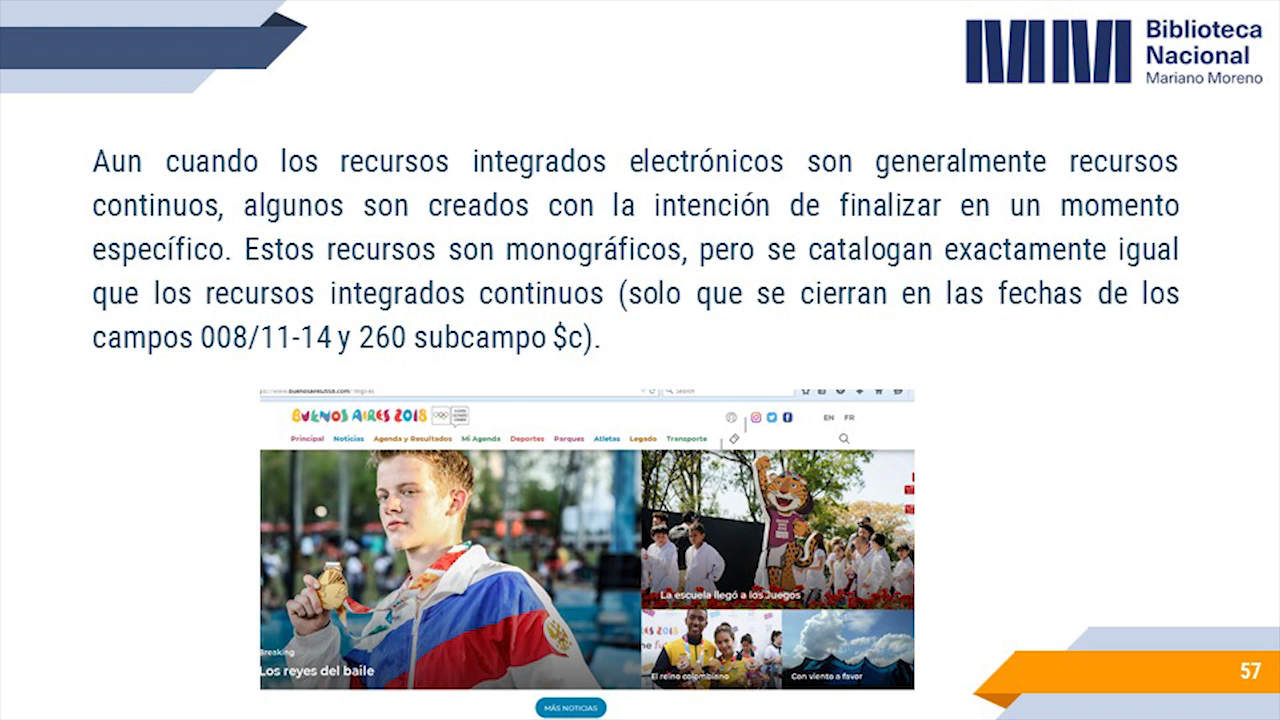 Biblioteca
Nacional
Mariano Moreno
Aun cuando los recursos integrados electrónicos son generalmente recursos
continuos, algunos son creados con la intención de finalizar en un momento
específico. Estos recursos son monográficos, pero se catalogan exactamente igual
que los recursos integrados continuos (solo que se cierran en las fechas de los
campos 008/11-14 y 260 subcampo $c).
Search
BUENOS AIRES 2018
EN FR
Principal Noticias Agenda y Resultados Mi Agenda Deportes Parques Atletas Legado Transporte
La escuela llegó a los Juegos
Breaking
Los reyes del baile
El reino colombiano
Con viento a favor
MÁS NOTICIAS
57